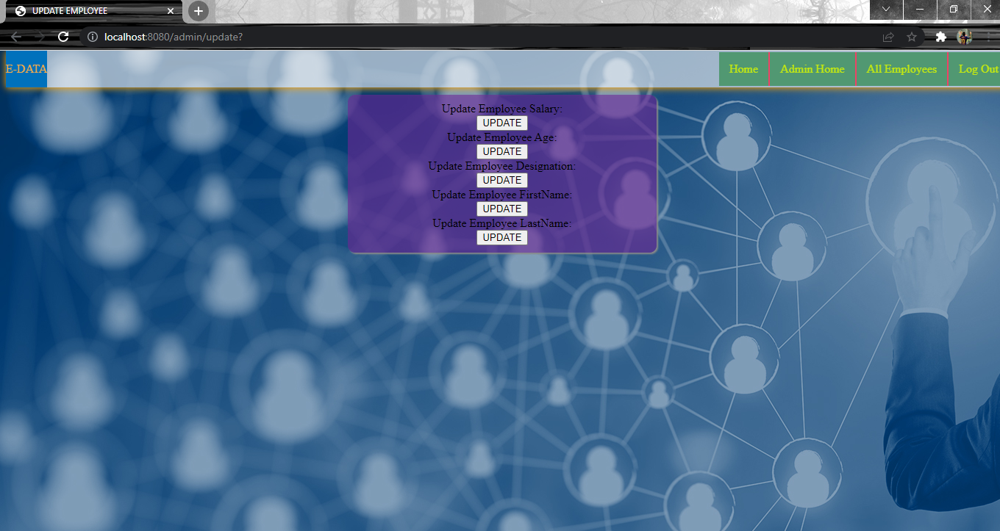 UPDATE EMPLOYEE
localhost:8080/admin/update?
E-DATA
Home Admin Home All Employees Log Out
Update Employee Salary:
UPDATE
Update Employee Age:
UPDATE
Update Employee Designation:
UPDATE
Update Employee FirstName:
UPDATE
Update Employee LastName:
UPDATE